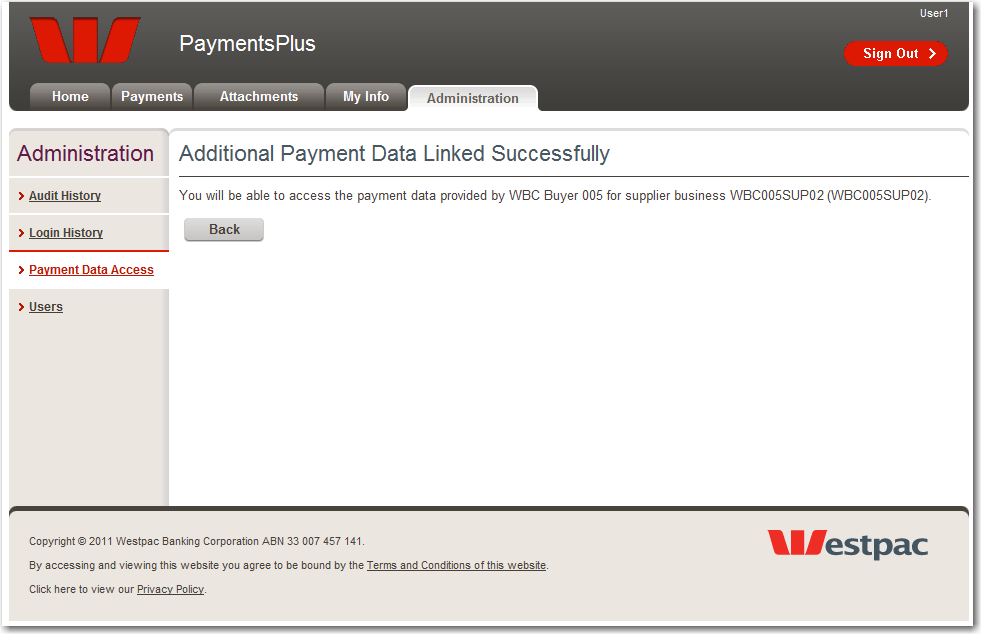 User1
PaymentsPlus
Sign Out
Home Payments Attachments My Info Administration
Administration
Audit History
Login History
Payment Data Access
Users
Additional Payment Data Linked Successfully
You will be able to access the payment data provided by WBC Buyer 005 for supplier business WBC005SUP02 (WBC005SUP02).
Back
Copyright © 2011 Westpac Banking Corporation ABN 33 007 457 141.
By accessing and viewing this website you agree to be bound by the Terms and Conditions of this website.
Click here to view our Privacy Policy.
Westpac